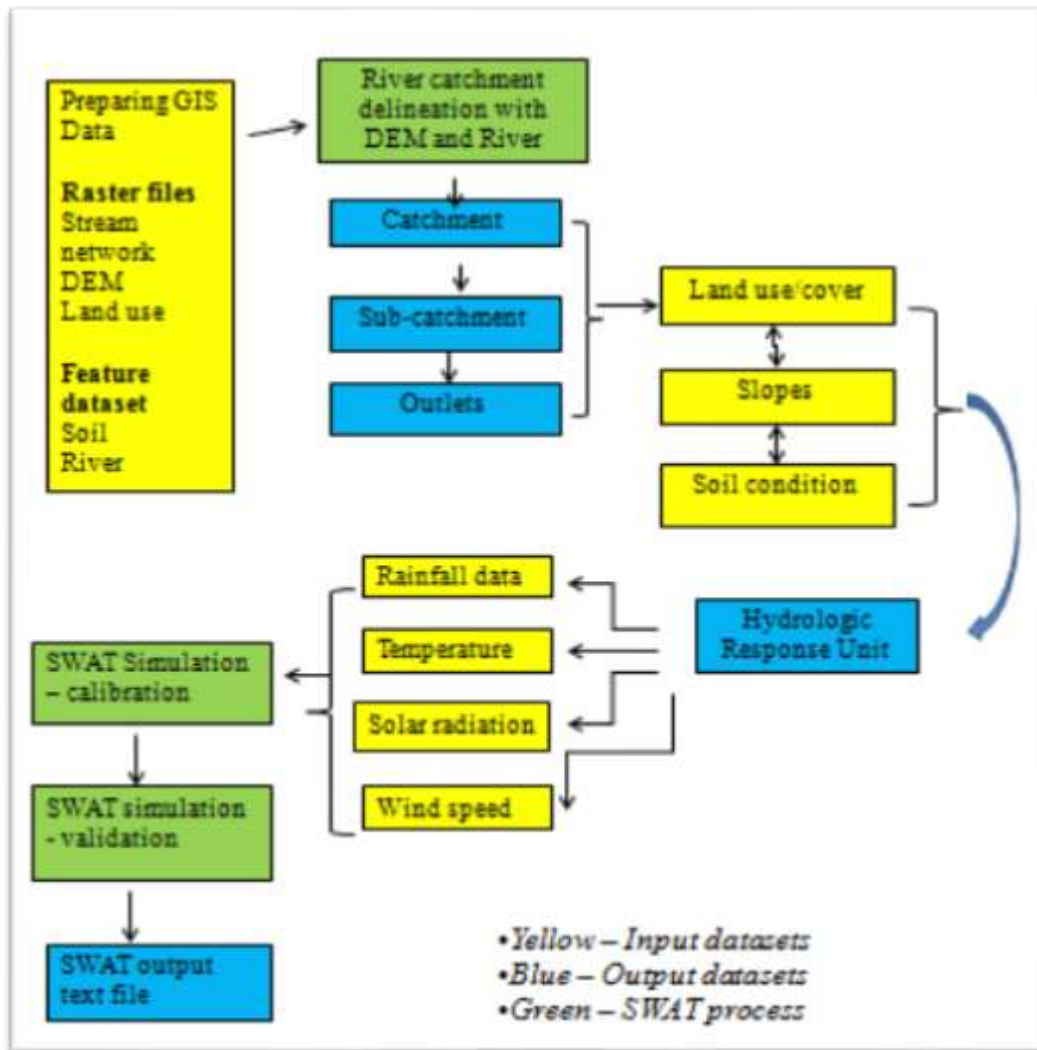 Preparing GIS
Data
Raster files
Stream
network
DEM
Land use
Feature
dataset
Soil
River
River catchment
delineation with
DEM and River
Catchment
Sub-catchment
Outlets
Land use/cover
Slopes
Soil condition
Hydrologic
Response Unit
Rainfall data
Temperature
Solar radiation
Wind speed
SWAT Simulation
– calibration
SWAT simulation
- validation
SWAT output
text file
•Yellow – Input datasets
•Blue – Output datasets
•Green – SWAT process